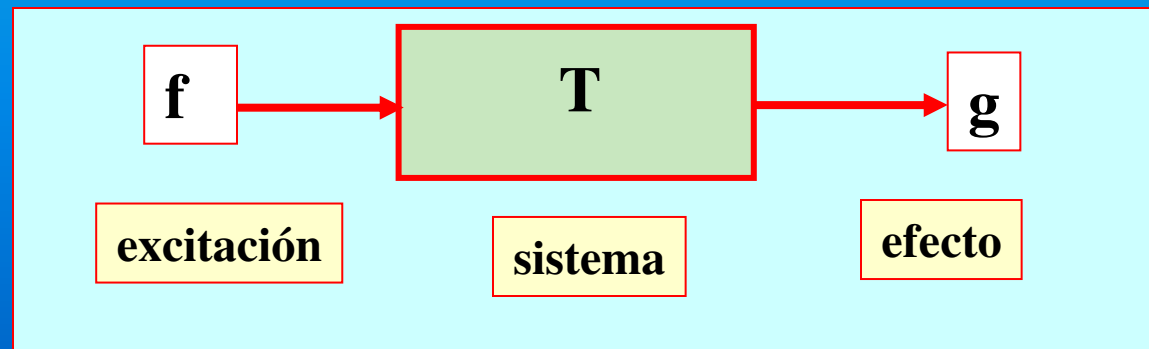 f
T
g
excitación
sistema
efecto